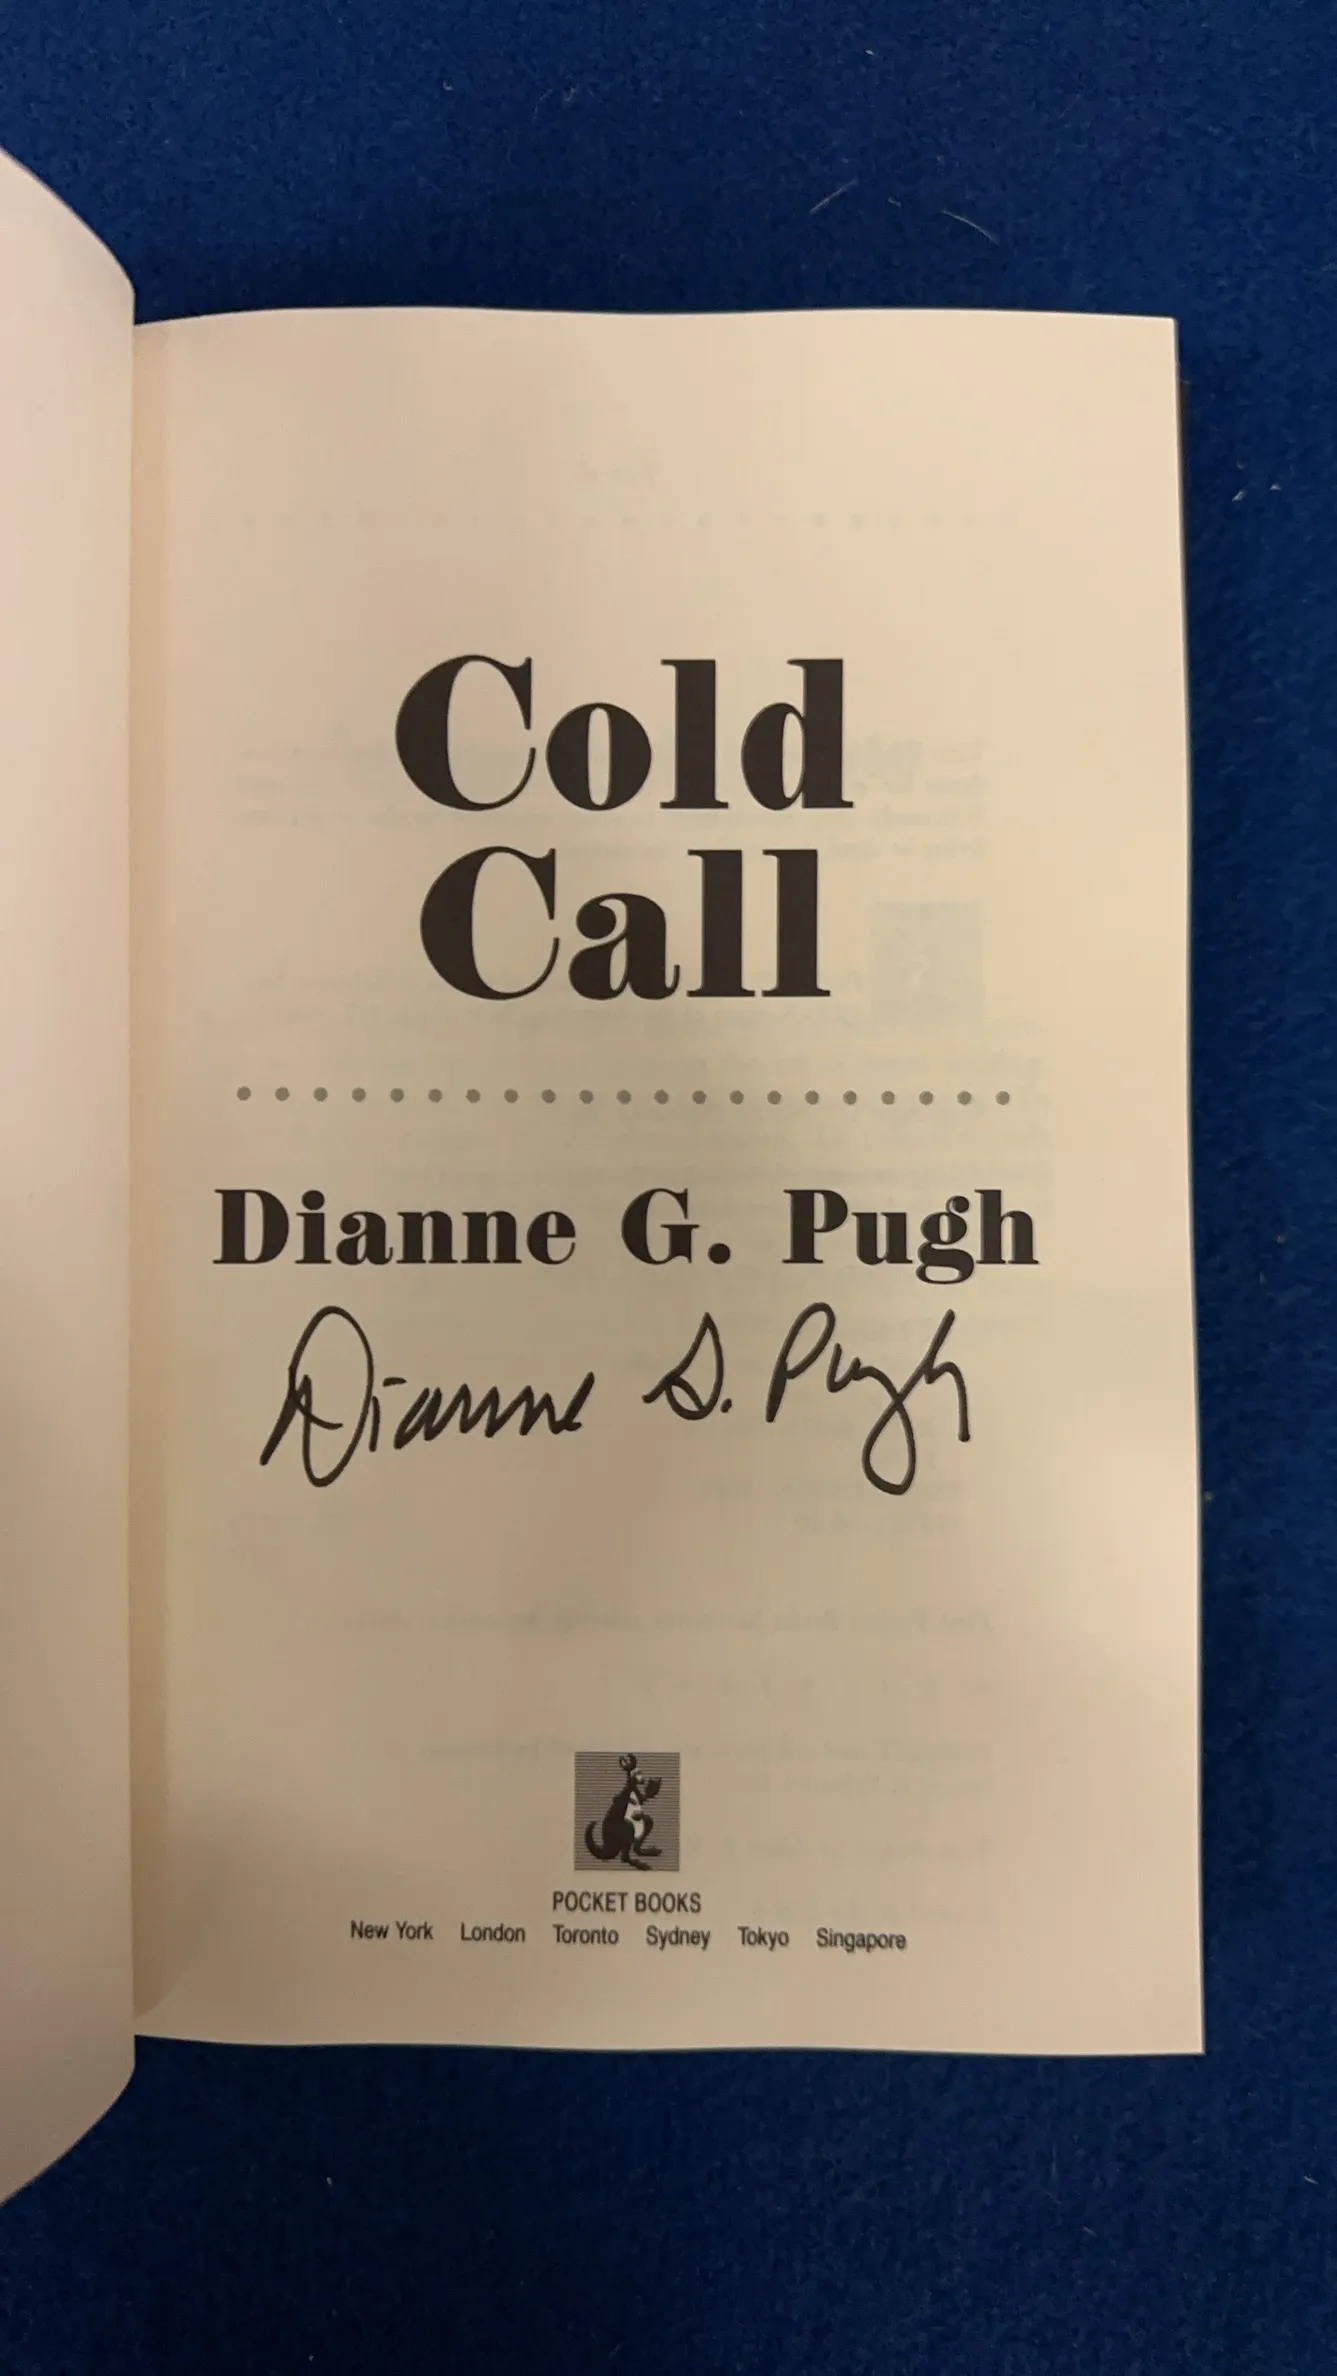 Cold
Call
Dianne G. Pugh
Dianne G. Pugh
POCKET BOOKS
New York London Toronto Sydney Tokyo Singapore